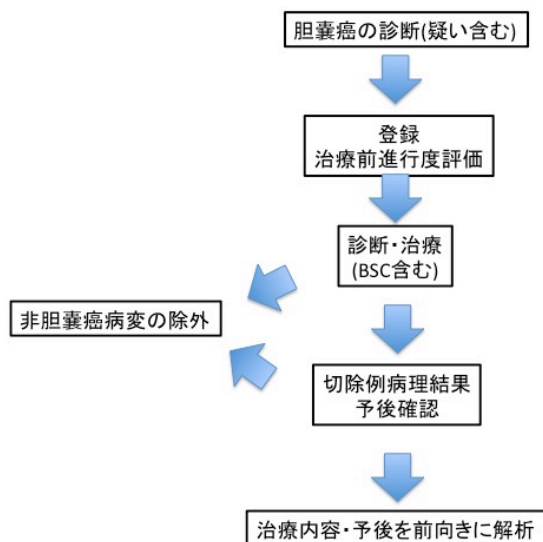 胆嚢癌の診断(疑い含む)
登録
治療前進行度評価
診断・治療
(BSC含む)
非胆嚢癌病変の除外
切除例病理結果
予後確認
治療内容・予後を前向きに解析